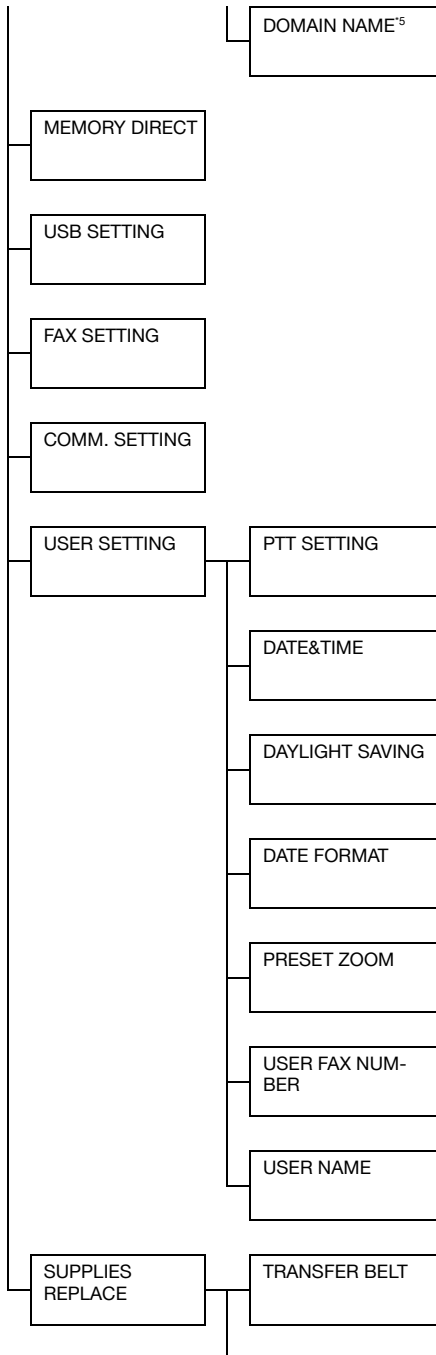 DOMAIN NAME*5
MEMORY DIRECT
USB SETTING
FAX SETTING
COMM. SETTING
USER SETTING
PTT SETTING
DATE&TIME
DAYLIGHT SAVING
DATE FORMAT
PRESET ZOOM
USER FAX NUM-
BER
USER NAME
SUPPLIES
REPLACE
TRANSFER BELT